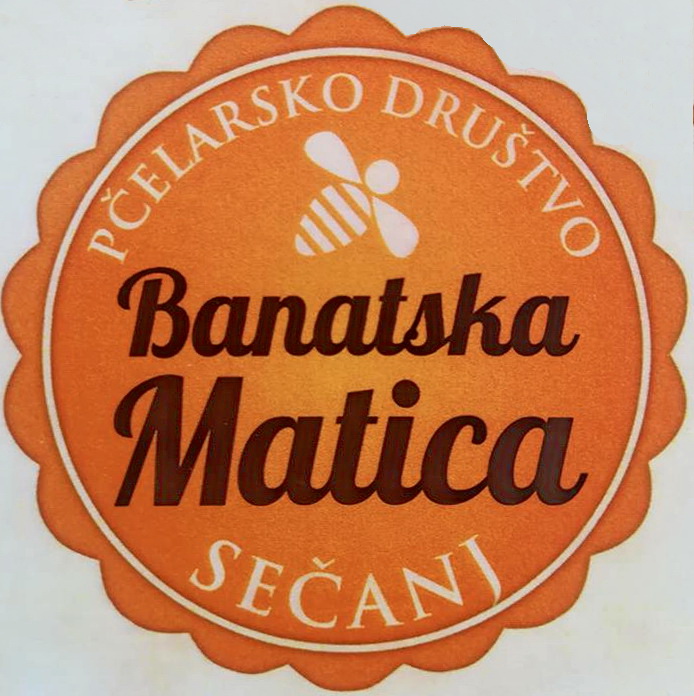 PČELARSKO DRUŠTVO
Banatska
Matica
SEČANJ